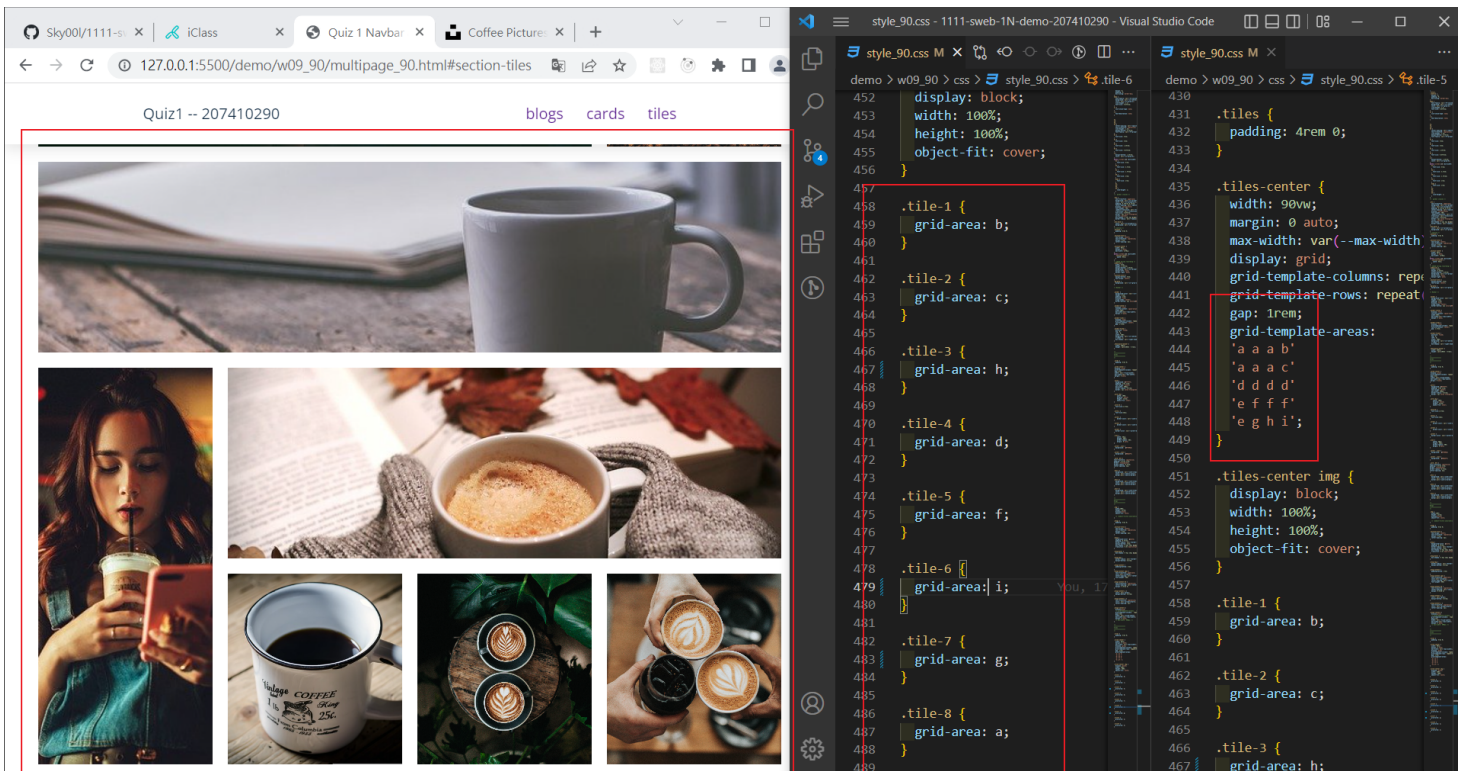 Sky00l/1111-s
iClass
Quiz 1 Navbar
Coffee Pictures
127.0.0.1:5500/demo/w09_90/multipage_90.html#section-tiles
Quiz1 -- 207410290
blogs cards tiles
Vintage COFFEE
1 lb King
25c.
Columbia
style_90.css - 1111-sweb-1N-demo-207410290 - Visual Studio Code
4
style_90.css M
demo > w09_90 > css > style_90.css > .tile-6
452 display: block;
453 width: 100%;
454 height: 100%;
455 object-fit: cover;
456 }
457
458 .tile-1 {
459 grid-area: b;
460 }
461
462 .tile-2 {
463 grid-area: c;
464 }
465
466 .tile-3 {
467 grid-area: h;
468 }
469
470 .tile-4 {
471 grid-area: d;
472 }
473
474 .tile-5 {
475 grid-area: f;
476 }
477
478 .tile-6 {
479 grid-area: i; You, 17
480 }
481
482 .tile-7 {
483 grid-area: g;
484 }
485
486 .tile-8 {
487 grid-area: a;
488 }
489
style_90.css M
demo > w09_90 > css > style_90.css > .tile-5
430
431 .tiles {
432 padding: 4rem 0;
433 }
434
435 .tiles-center {
436 width: 90vw;
437 margin: 0 auto;
438 max-width: var(--max-width)
439 display: grid;
440 grid-template-columns: repe
441 grid-template-rows: repeat(
442 gap: 1rem;
443 grid-template-areas:
444 'a a a b'
445 'a a a c'
446 'd d d d'
447 'e f f f'
448 'e g h i';
449 }
450
451 .tiles-center img {
452 display: block;
453 width: 100%;
454 height: 100%;
455 object-fit: cover;
456 }
457
458 .tile-1 {
459 grid-area: b;
460 }
461
462 .tile-2 {
463 grid-area: c;
464 }
465
466 .tile-3 {
467 grid-area: h;